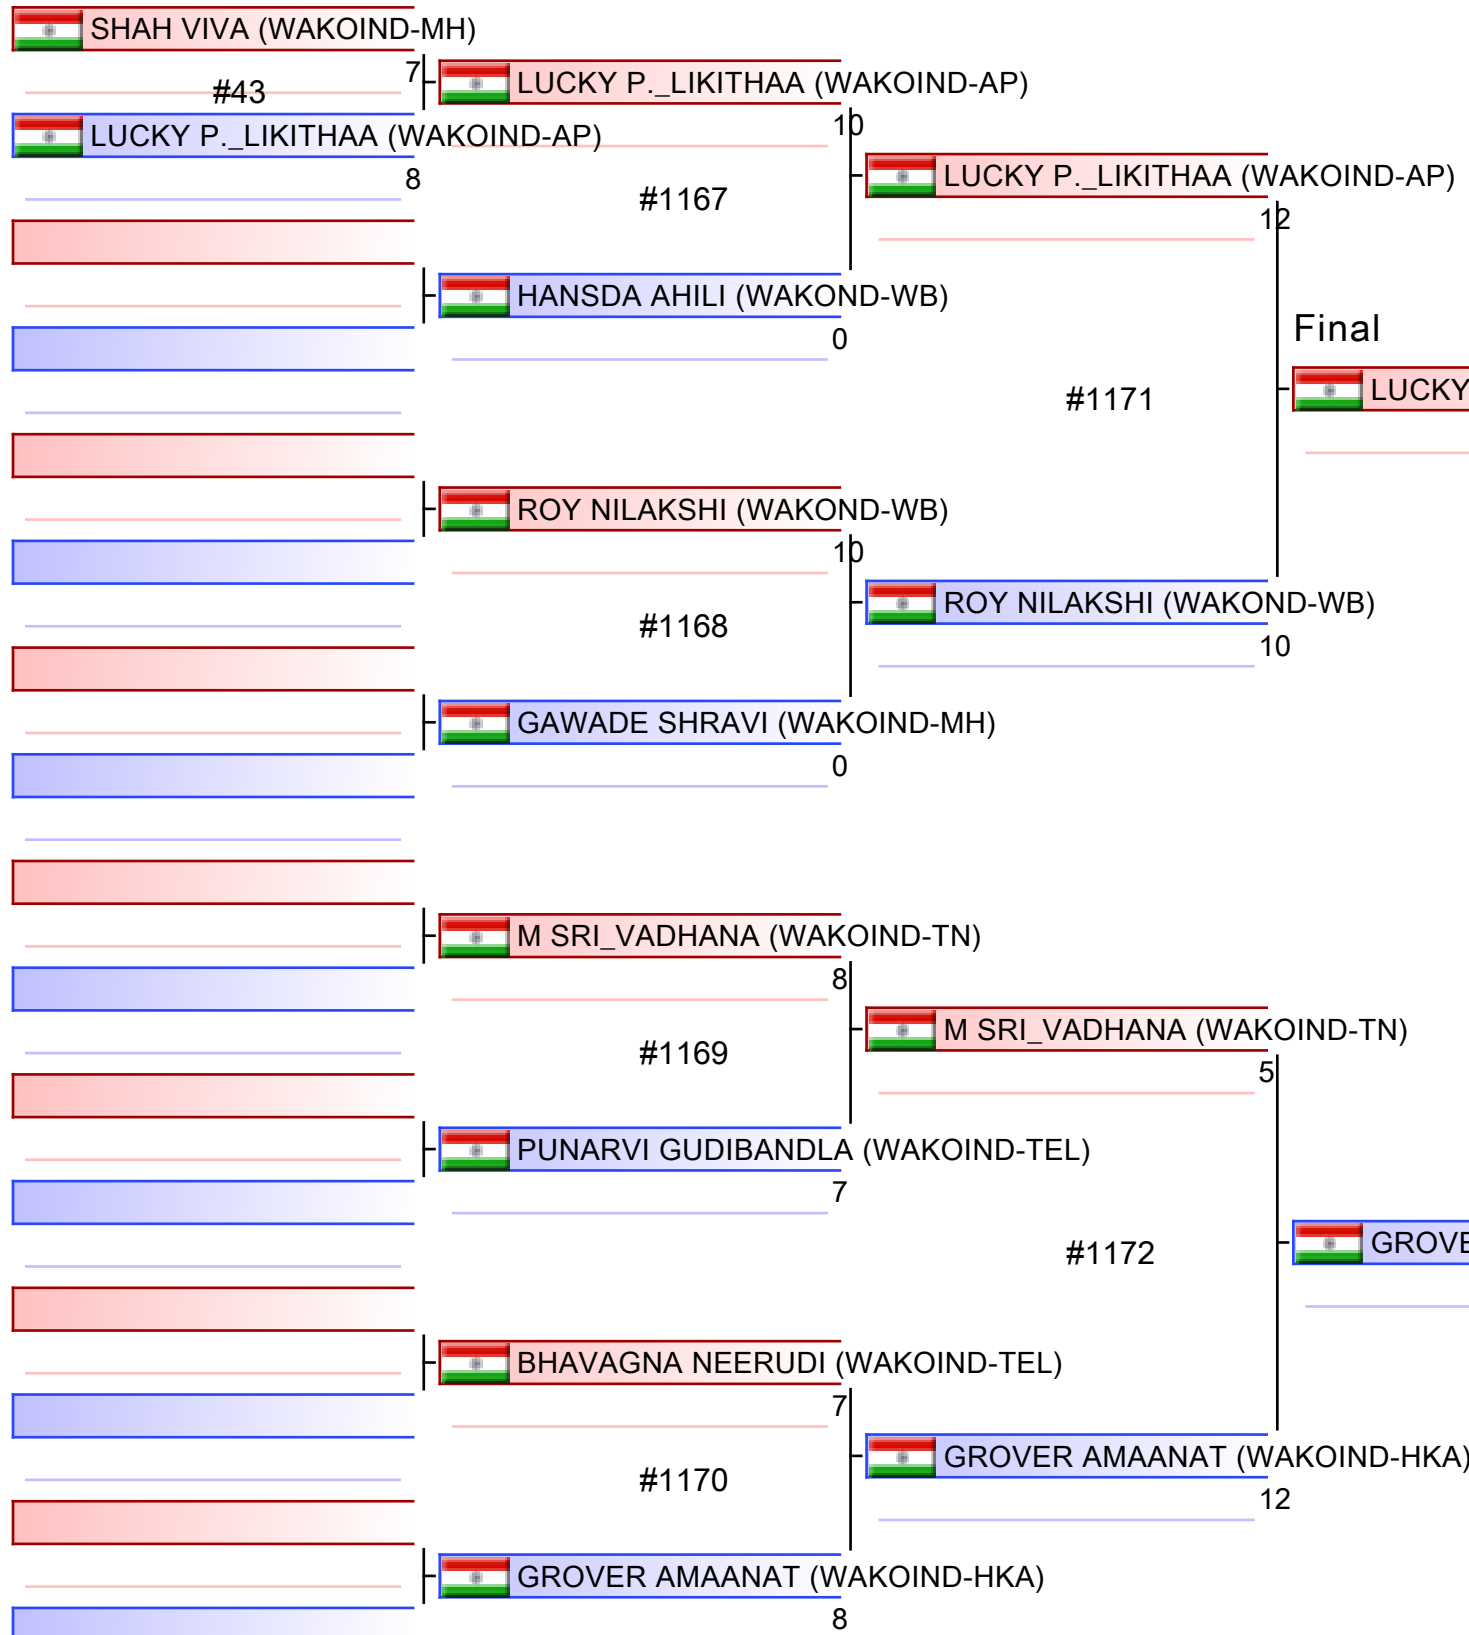 SHAH VIVA (WAKOIND-MH)
7
#43
LUCKY P._LIKITHAA (WAKOIND-AP)
8
LUCKY P._LIKITHAA (WAKOIND-AP)
10
#1167
HANSDA AHILI (WAKOND-WB)
0
ROY NILAKSHI (WAKOND-WB)
10
#1168
GAWADE SHRAVI (WAKOIND-MH)
0
M SRI_VADHANA (WAKOIND-TN)
8
#1169
PUNARVI GUDIBANDLA (WAKOIND-TEL)
7
BHAVAGNA NEERUDI (WAKOIND-TEL)
7
#1170
GROVER AMAANAT (WAKOIND-HKA)
8
LUCKY P._LIKITHAA (WAKOIND-AP)
12
#1171
ROY NILAKSHI (WAKOND-WB)
10
M SRI_VADHANA (WAKOIND-TN)
5
#1172
GROVER AMAANAT (WAKOIND-HKA)
12
Final
LUCKY